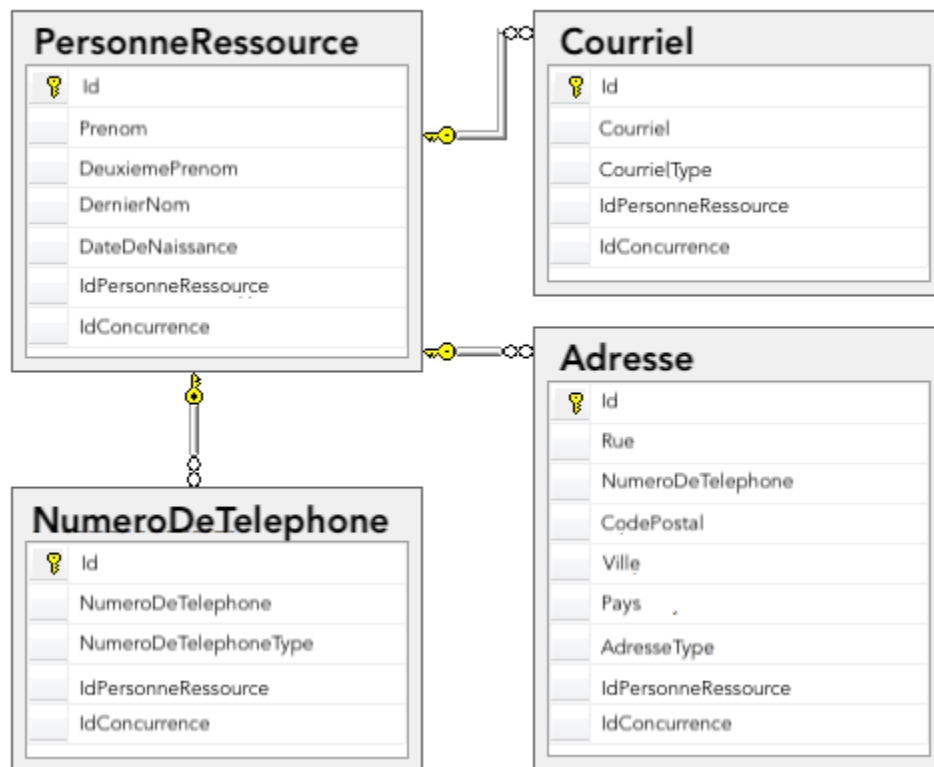 PersonneRessource
Id
Prenom
DeuxiemePrenom
DernierNom
DateDeNaissance
IdPersonneRessource
IdConcurrence
Courriel
Id
Courriel
CourrielType
IdPersonneRessource
IdConcurrence
NumeroDeTelephone
Id
NumeroDeTelephone
NumeroDeTelephoneType
IdPersonneRessource
IdConcurrence
Adresse
Id
Rue
NumeroDeTelephone
CodePostal
Ville
Pays
AdresseType
IdPersonneRessource
IdConcurrence